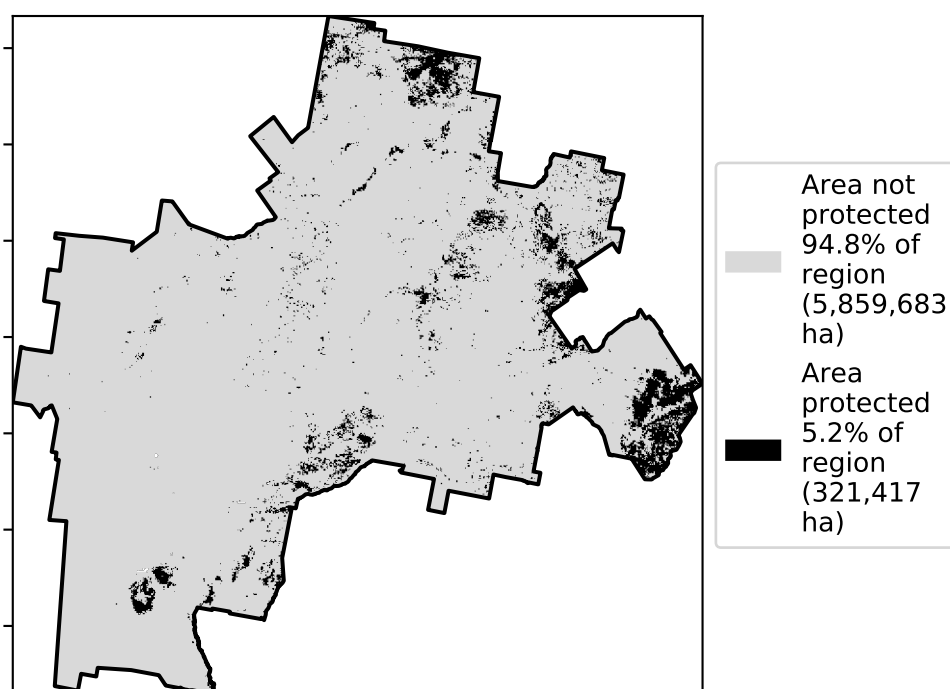 Area not
protected
94.8% of
region
(5,859,683
ha)
Area
protected
5.2% of
region
(321,417
ha)